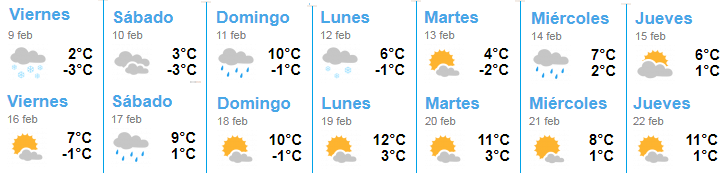 Viernes
9 feb
2°C
-3°C
Sábado
10 feb
3°C
-3°C
Domingo
11 feb
10°C
-1°C
Lunes
12 feb
6°C
-1°C
Martes
13 feb
4°C
-2°C
Miércoles
14 feb
7°C
2°C
Jueves
15 feb
6°C
1°C
Viernes
16 feb
7°C
-1°C
Sábado
17 feb
9°C
1°C
Domingo
18 feb
10°C
-1°C
Lunes
19 feb
12°C
3°C
Martes
20 feb
11°C
3°C
Miércoles
21 feb
8°C
1°C
Jueves
22 feb
11°C
1°C